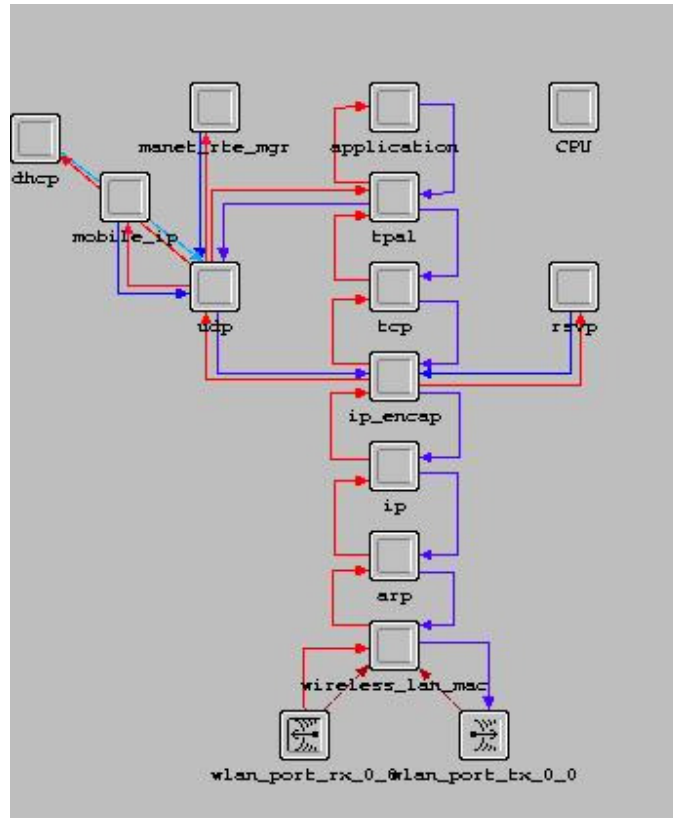 manet_rte_mgr
application
CPU
dhcp
mobile_ip
tpal
udp
tcp
rsvp
ip_encap
ip
arp
wireless_lan_mac
wlan_port_rx_0_0
wlan_port_tx_0_0